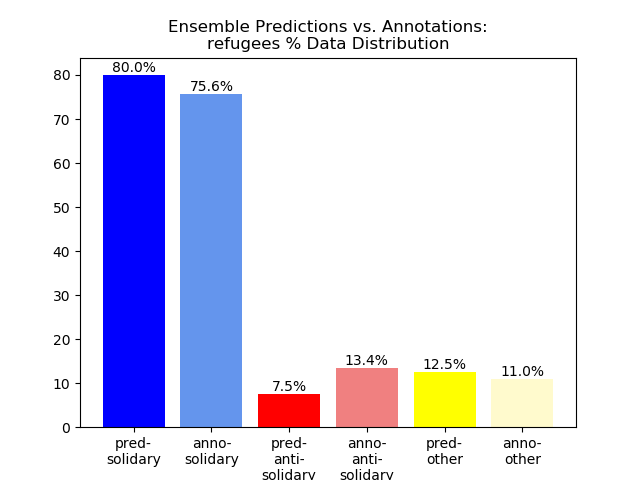 Ensemble Predictions vs. Annotations:
refugees % Data Distribution
80
70
60
50
40
30
20
10
0
80.0%
75.6%
7.5%
13.4%
12.5%
11.0%
pred-
solidary
anno-
solidary
pred-
anti-
solidary
anno-
anti-
solidary
pred-
other
anno-
other